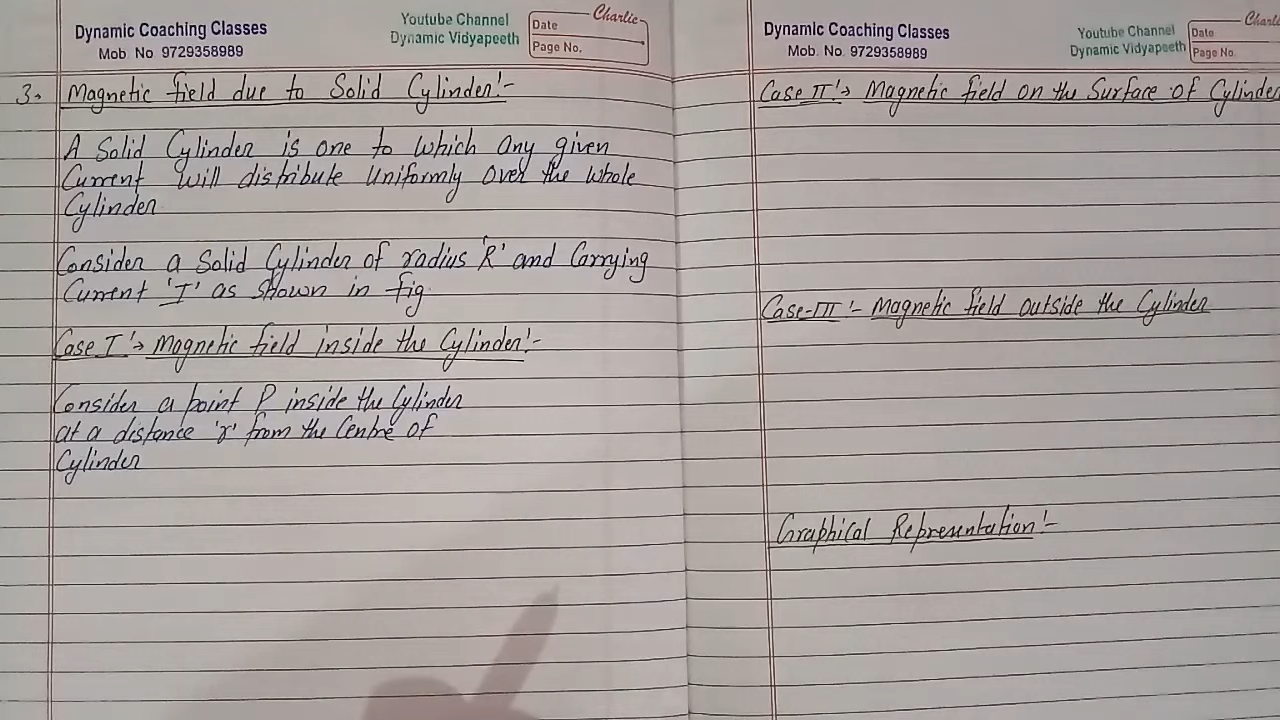 Dynamic Coaching Classes
Mob. No. 9729358989
Youtube Channel
Dynamic Vidyapeeth
Charlie
Date
Page No.
3. Magnetic field due to Solid Cylinder:-
A Solid Cylinder is one to which any given
Current will distribute uniformly over the whole
Cylinder
Consider a Solid Cylinder of radius 'R' and Carrying
Current 'I' as shown in fig.
Case I :→ Magnetic field inside the Cylinder:-
Consider a point P inside the Cylinder
at a distance 'r' from the Centre of
Cylinder
Dynamic Coaching Classes
Mob. No. 9729358989
Youtube Channel
Dynamic Vidyapeeth
Charl
Date
Page No.
Case II :→ Magnetic field on the Surface of Cylinder
Case-III :- Magnetic field outside the Cylinder
Graphical Representation:-